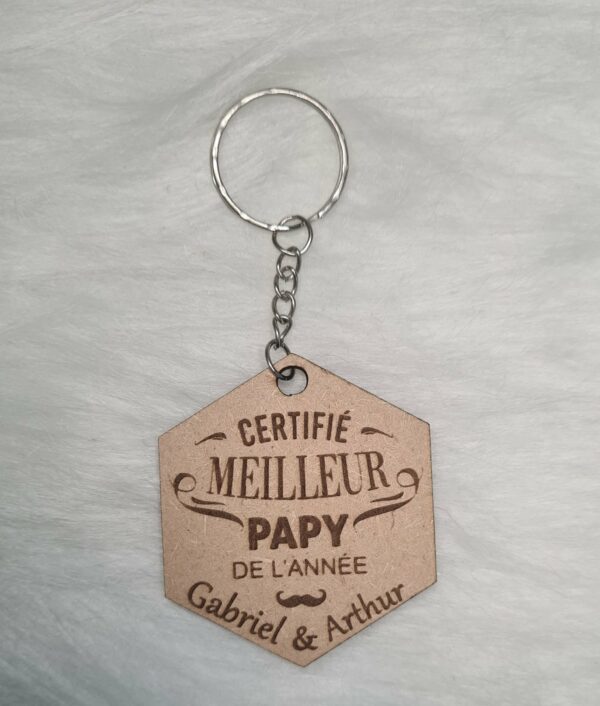 CERTIFIÉ
MEILLEUR
PAPY
DE L'ANNÉE
Gabriel & Arthur